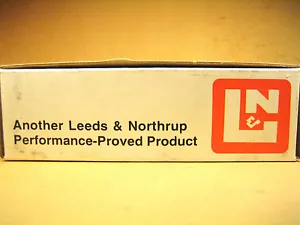 L&N
Another Leeds & Northrup
Performance-Proved Product